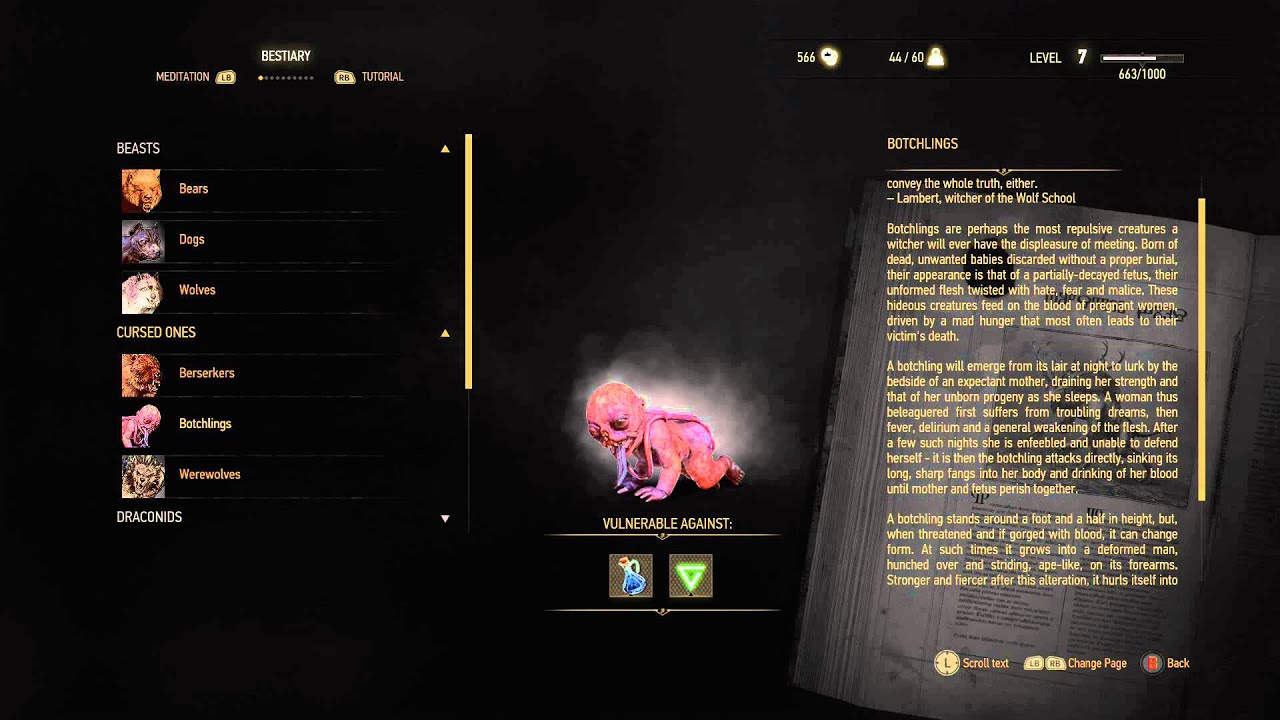 BESTIARY
MEDITATION LB
RB TUTORIAL
566
44 / 60
LEVEL 7
663/1000
BEASTS
Bears
Dogs
Wolves
CURSED ONES
Berserkers
Botchlings
Werewolves
DRACONIDS
VULNERABLE AGAINST:
BOTCHLINGS
convey the whole truth, either.
– Lambert, witcher of the Wolf School
Botchlings are perhaps the most repulsive creatures a
witcher will ever have the displeasure of meeting. Born of
dead, unwanted babies discarded without a proper burial,
their appearance is that of a partially-decayed fetus, their
unformed flesh twisted with hate, fear and malice. These
hideous creatures feed on the blood of pregnant women,
driven by a mad hunger that most often leads to their
victim's death.
A botchling will emerge from its lair at night to lurk by the
bedside of an expectant mother, draining her strength and
that of her unborn progeny as she sleeps. A woman thus
beleaguered first suffers from troubling dreams, then
fever, delirium and a general weakening of the flesh. After
a few such nights she is enfeebled and unable to defend
herself - it is then the botchling attacks directly, sinking its
long, sharp fangs into her body and drinking of her blood
until mother and fetus perish together.
A botchling stands around a foot and a half in height, but,
when threatened and if gorged with blood, it can change
form. At such times it grows into a deformed man,
hunched over and striding, ape-like, on its forearms.
Stronger and fiercer after this alteration, it hurls itself into
L Scroll text
LB RB Change Page
B Back